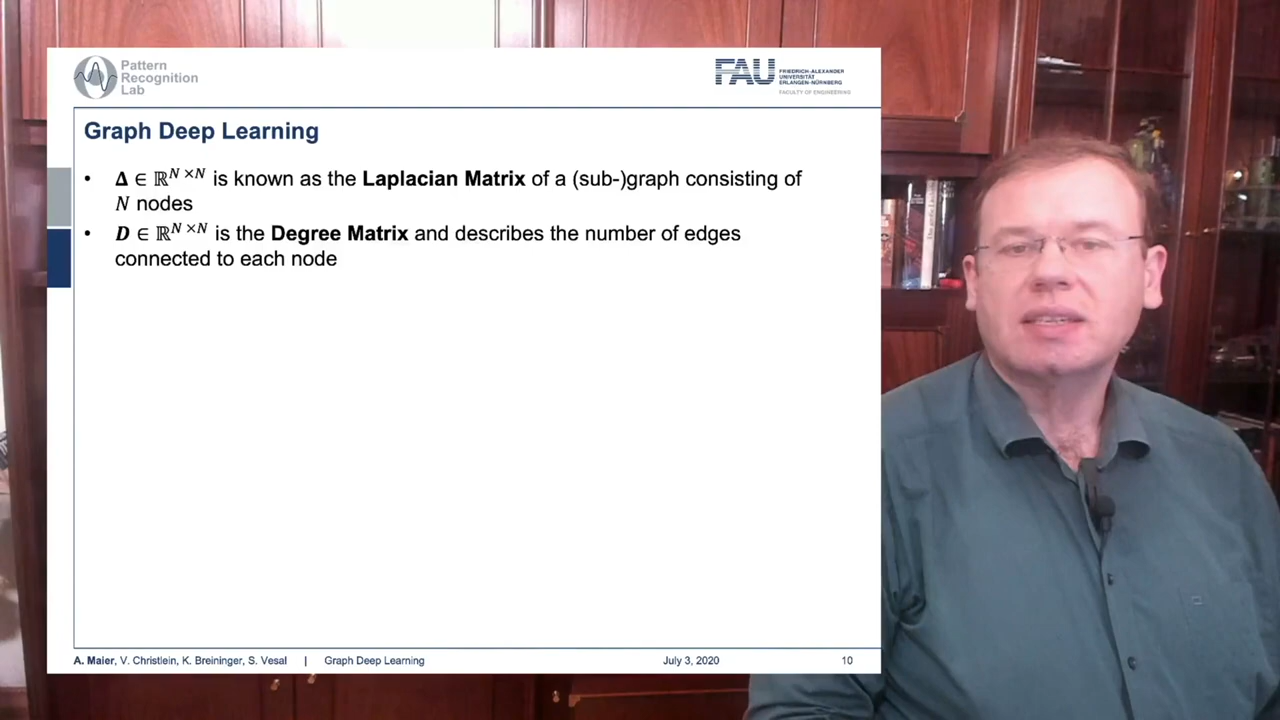 Pattern
Recognition
Lab
FAU
FRIEDRICH-ALEXANDER
UNIVERSITÄT
ERLANGEN-NÜRNBERG
FACULTY OF ENGINEERING
Graph Deep Learning
• Δ ∈ ℝ^{N×N} is known as the Laplacian Matrix of a (sub-)graph consisting of
N nodes
• D ∈ ℝ^{N×N} is the Degree Matrix and describes the number of edges
connected to each node
A. Maier, V. Christlein, K. Breininger, S. Vesal | Graph Deep Learning July 3, 2020 10